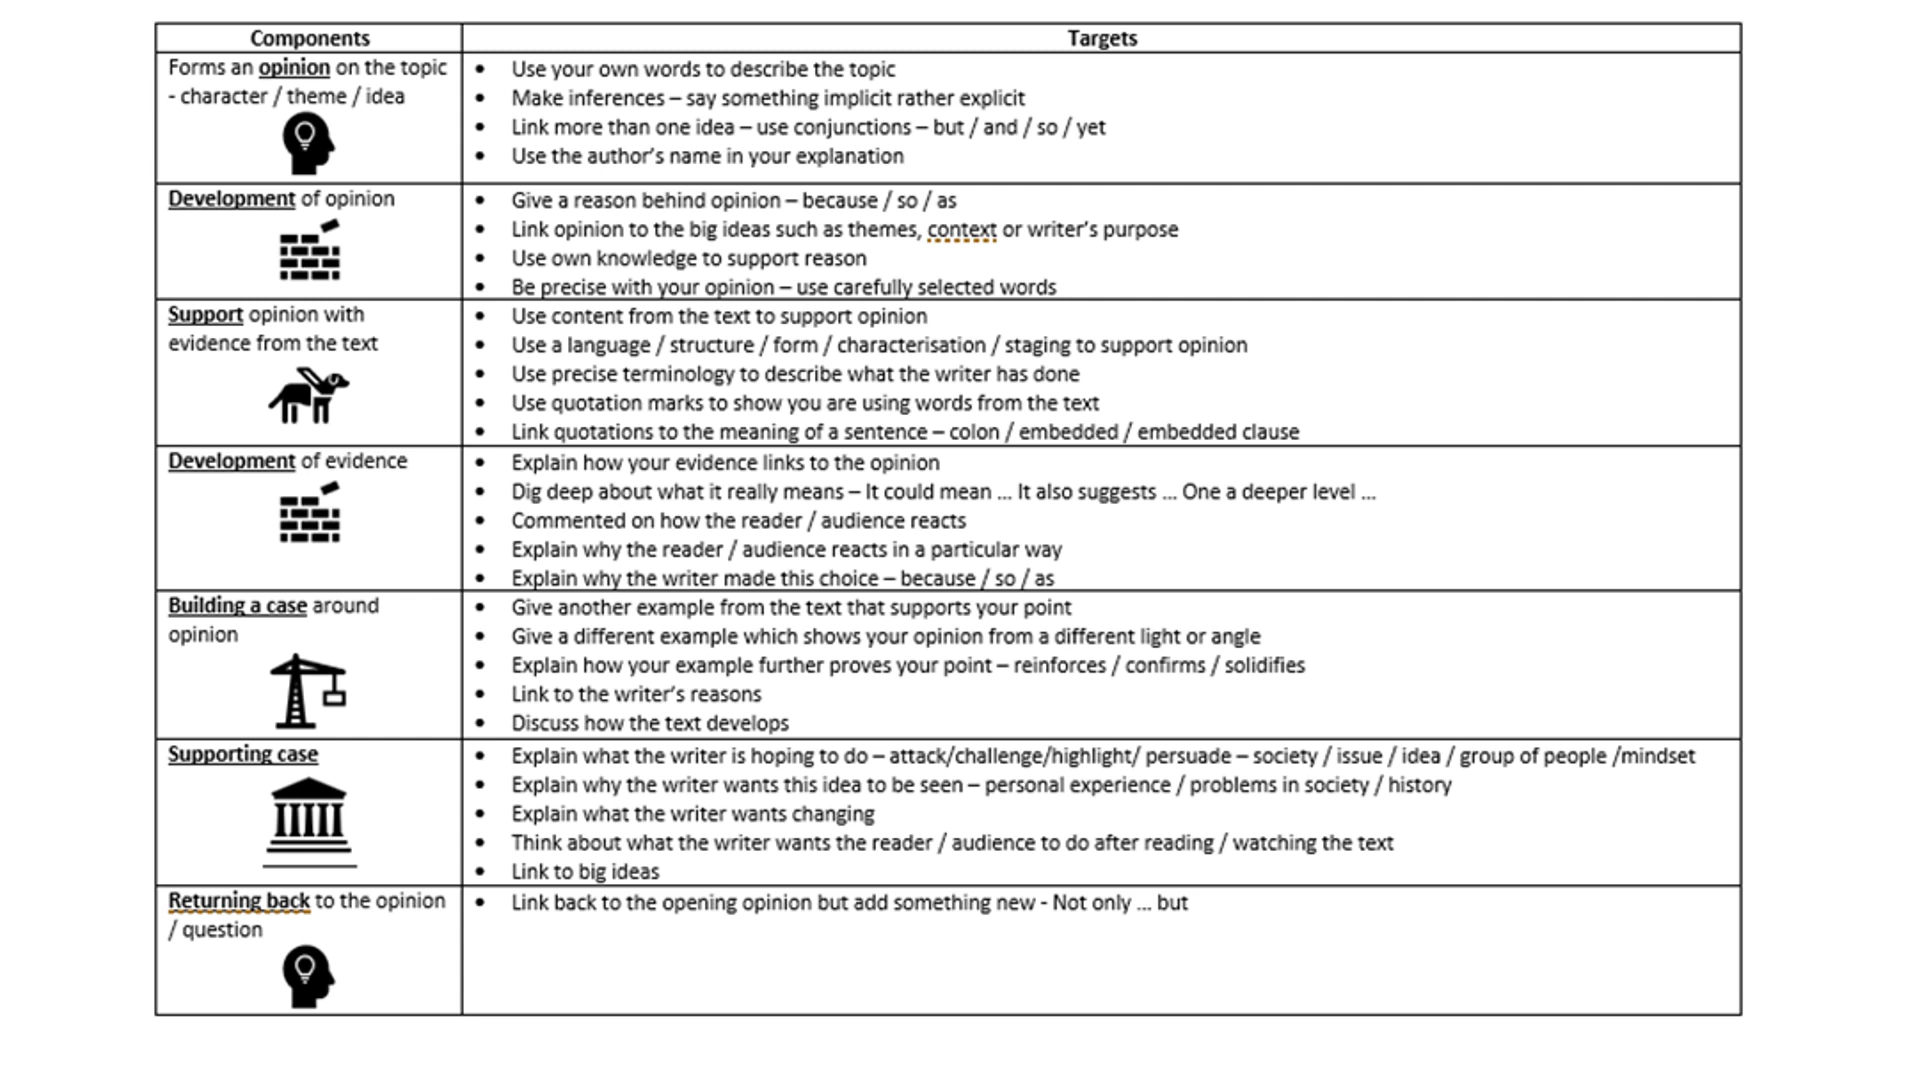 Components
Targets
Forms an opinion on the topic
- character / theme / idea
• Use your own words to describe the topic
• Make inferences – say something implicit rather explicit
• Link more than one idea – use conjunctions – but / and / so / yet
• Use the author's name in your explanation
Development of opinion
• Give a reason behind opinion – because / so / as
• Link opinion to the big ideas such as themes, context or writer's purpose
• Use own knowledge to support reason
• Be precise with your opinion – use carefully selected words
Support opinion with
evidence from the text
• Use content from the text to support opinion
• Use a language / structure / form / characterisation / staging to support opinion
• Use precise terminology to describe what the writer has done
• Use quotation marks to show you are using words from the text
• Link quotations to the meaning of a sentence – colon / embedded / embedded clause
Development of evidence
• Explain how your evidence links to the opinion
• Dig deep about what it really means – It could mean ... It also suggests ... One a deeper level ...
• Commented on how the reader / audience reacts
• Explain why the reader / audience reacts in a particular way
• Explain why the writer made this choice – because / so / as
Building a case around
opinion
• Give another example from the text that supports your point
• Give a different example which shows your opinion from a different light or angle
• Explain how your example further proves your point – reinforces / confirms / solidifies
• Link to the writer's reasons
• Discuss how the text develops
Supporting case
• Explain what the writer is hoping to do – attack/challenge/highlight/ persuade – society / issue / idea / group of people /mindset
• Explain why the writer wants this idea to be seen – personal experience / problems in society / history
• Explain what the writer wants changing
• Think about what the writer wants the reader / audience to do after reading / watching the text
• Link to big ideas
Returning back to the opinion
/ question
• Link back to the opening opinion but add something new - Not only ... but